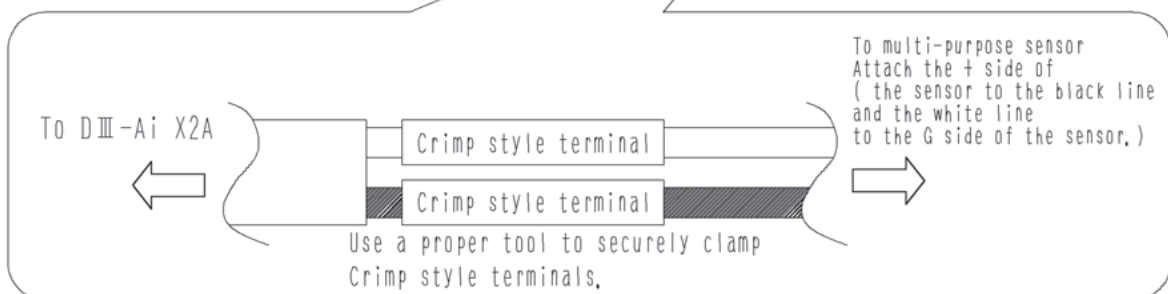 To multi-purpose sensor
Attach the + side of
( the sensor to the black line
and the white line
to the G side of the sensor. )
To DⅢ-Ai X2A
Crimp style terminal
Crimp style terminal
Use a proper tool to securely clamp
Crimp style terminals.